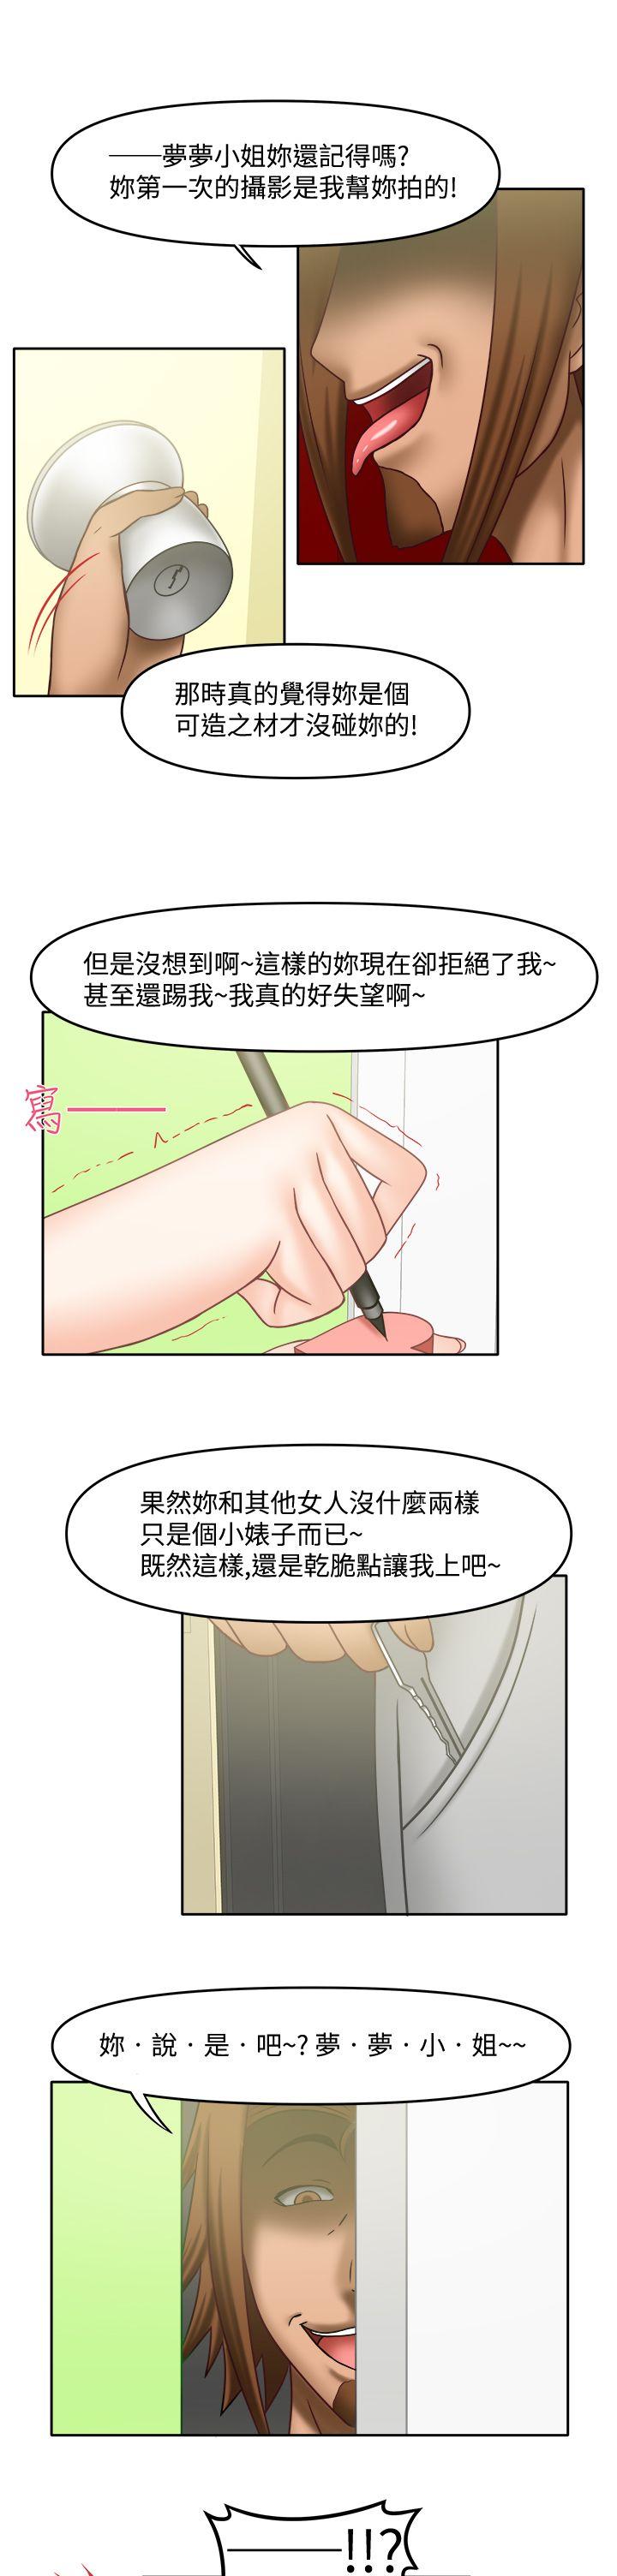 ——夢夢小姐妳還記得嗎?
妳第一次的攝影是我幫妳拍的!
那時真的覺得妳是個
可造之材才沒碰妳的!
但是沒想到啊~這樣的妳現在卻拒絕了我~
甚至還踢我~我真的好失望啊~
寫——
果然妳和其他女人沒什麼兩樣
只是個小婊子而已~
既然這樣,還是乾脆點讓我上吧~
妳‧說‧是‧吧~?夢‧夢‧小‧姐~~
——!!?